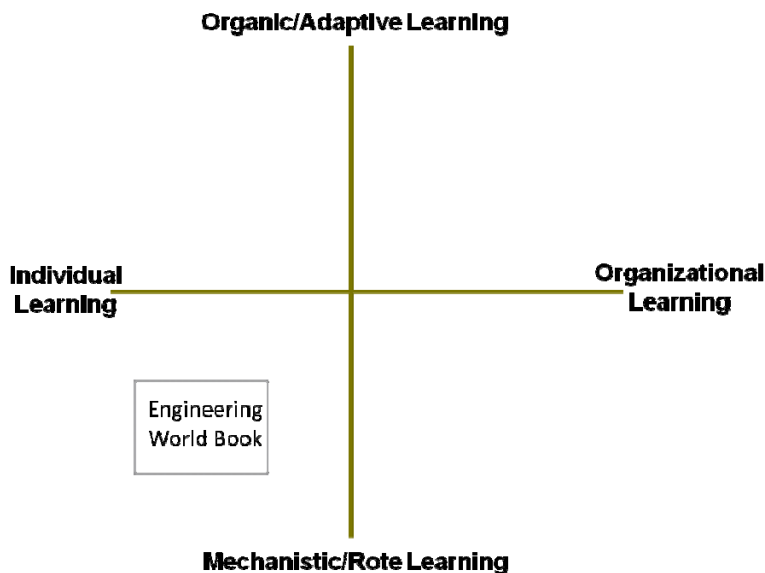 Organic/Adaptive Learning
Individual
Learning
Organizational
Learning
Engineering
World Book
Mechanistic/Rote Learning